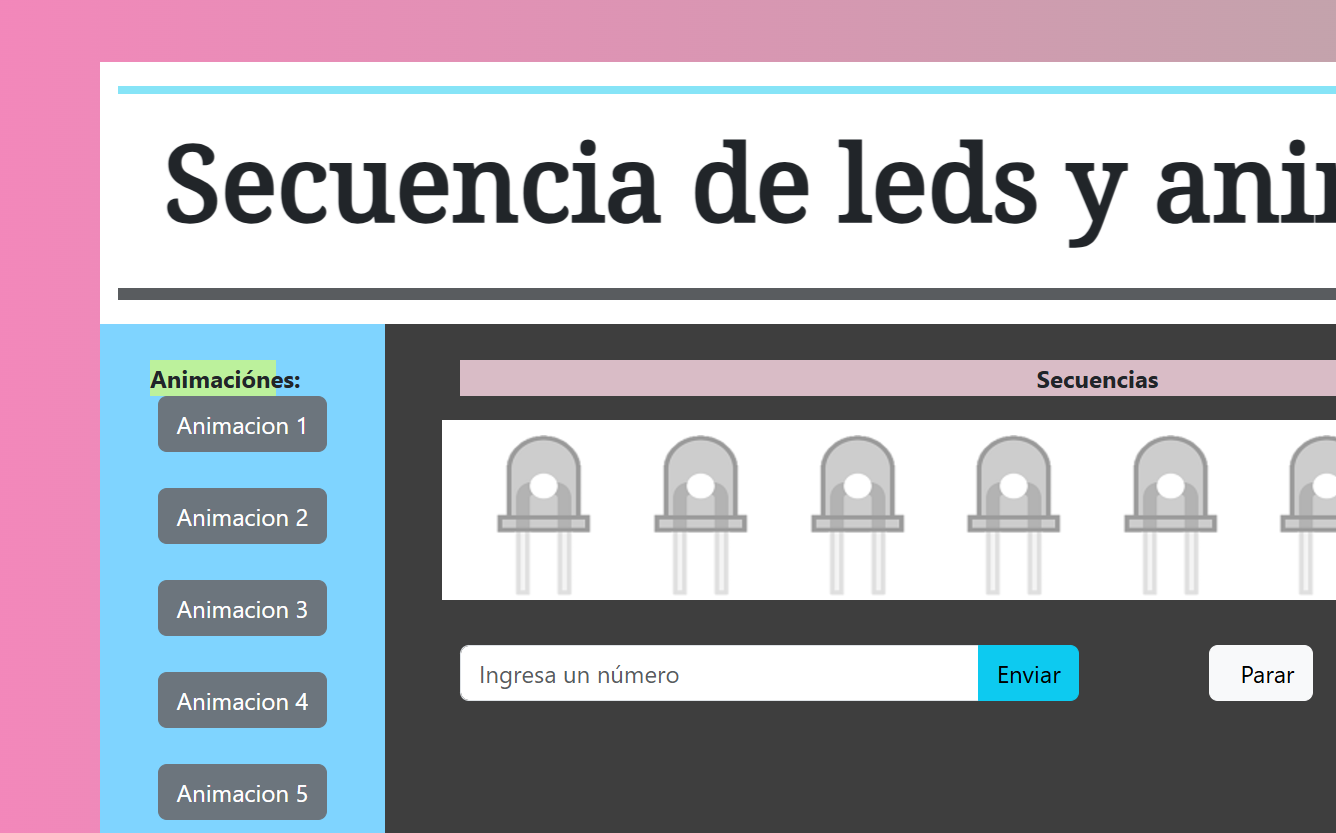 Secuencia de leds y ani
Animaciónes:
Secuencias
Animacion 1
Animacion 2
Animacion 3
Animacion 4
Animacion 5
Ingresa un número
Enviar
Parar